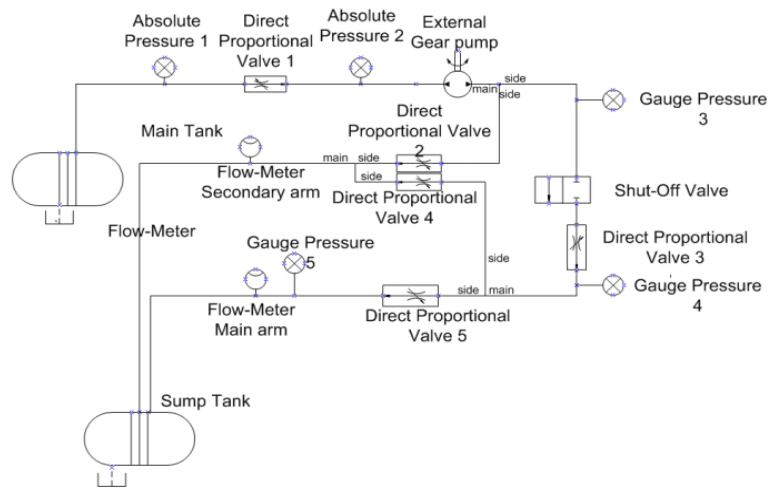 Absolute
Pressure 1
Direct
Proportional
Valve 1
Absolute
Pressure 2
External
Gear pump
main
side
side
Gauge Pressure
3
Main Tank
Direct
Proportional Valve
2
Flow-Meter
Secondary arm
main
side
Direct Proportional
Valve 4
Shut-Off Valve
Flow-Meter
Gauge Pressure
5
side
Direct Proportional
Valve 3
Gauge Pressure
4
Flow-Meter
Main arm
side
main
Direct Proportional
Valve 5
Sump Tank
side